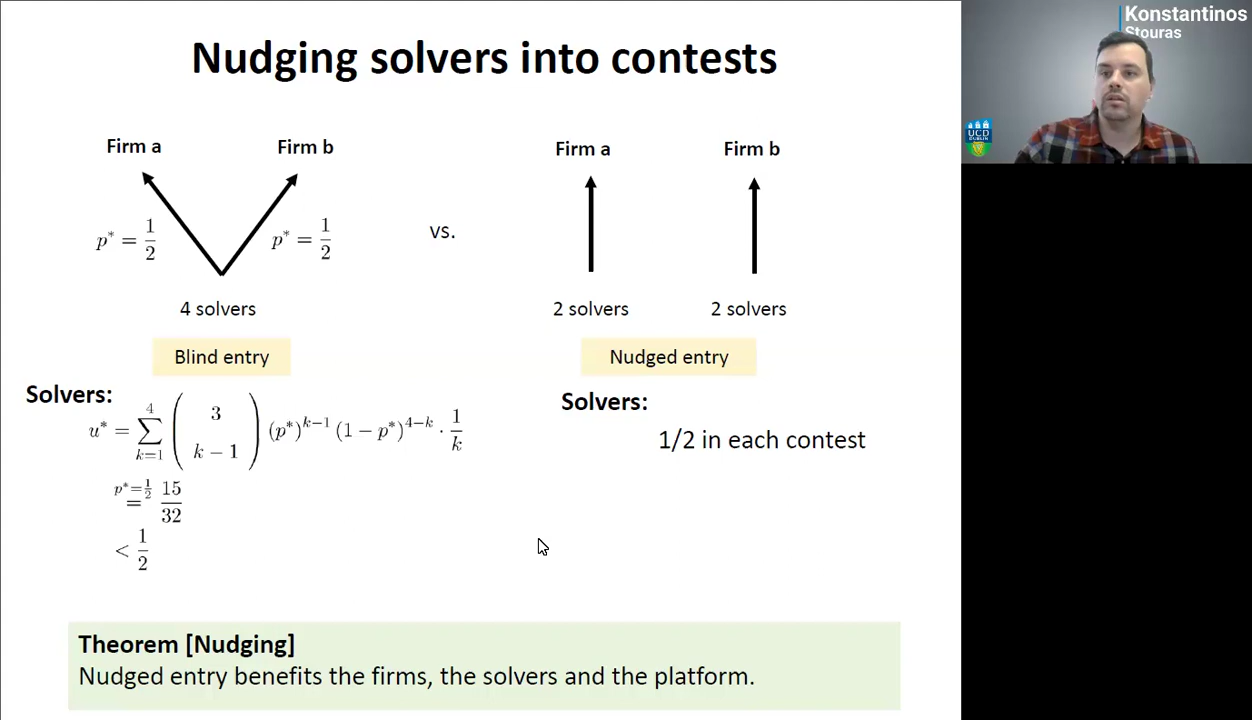 Nudging solvers into contests
Firm a
Firm b
p* = 1/2
p* = 1/2
4 solvers
Blind entry
vs.
Firm a
Firm b
2 solvers
2 solvers
Nudged entry
Solvers:
u* = ∑_{k=1}^{4} (3 k − 1) (p*)^{k−1} (1 − p*)^{4−k} · 1/k
p*=1/2 = 15/32
< 1/2
Solvers:
1/2 in each contest
Theorem [Nudging]
Nudged entry benefits the firms, the solvers and the platform.
Konstantinos
Stouras
UCD
DUBLIN